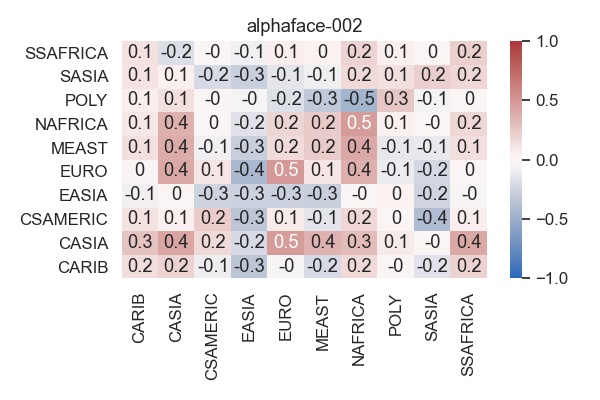 alphaface-002
SSAFRICA 0.1 -0.2 -0 -0.1 0.1 0 0.2 0.1 0 0.2
SASIA 0.1 0.1 -0.2 -0.3 -0.1 -0.1 0.2 0.1 0.2 0.2
POLY 0.1 0.1 -0 -0 -0.2 -0.3 -0.5 0.3 -0.1 0
NAFRICA 0.1 0.4 0 -0.2 0.2 0.2 0.5 0.1 -0 0.2
MEAST 0.1 0.4 -0.1 -0.3 0.2 0.2 0.4 -0.1 -0.1 0.1
EURO 0 0.4 0.1 -0.4 0.5 0.1 0.4 -0.1 -0.2 -0
EASIA -0.1 0 -0.3 -0.3 -0.3 -0.3 -0 0 -0.2 -0
CSAMERIC 0.1 0.1 0.2 -0.3 0.1 -0.1 0.2 0 -0.4 0.1
CASIA 0.3 0.4 0.2 -0.2 0.5 0.4 0.3 0.1 -0 0.4
CARIB 0.2 0.2 -0.1 -0.3 -0 -0.2 0.2 -0 -0.2 0.2
CARIB CASIA CSAMERIC EASIA EURO MEAST NAFRICA POLY SASIA SSAFRICA
1.0
0.5
0.0
−0.5
−1.0